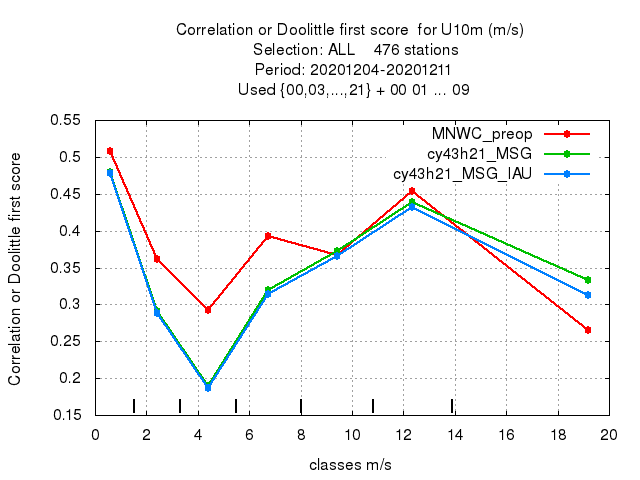 Correlation or Doolittle first score  for U10m (m/s)
Selection: ALL    476 stations
Period: 20201204-20201211
Used {00,03,...,21} + 00 01 ... 09
MNWC_preop
cy43h21_MSG
cy43h21_MSG_IAU
Correlation or Doolittle first score
0.55
0.5
0.45
0.4
0.35
0.3
0.25
0.2
0.15
0 2 4 6 8 10 12 14 16 18 20
classes m/s